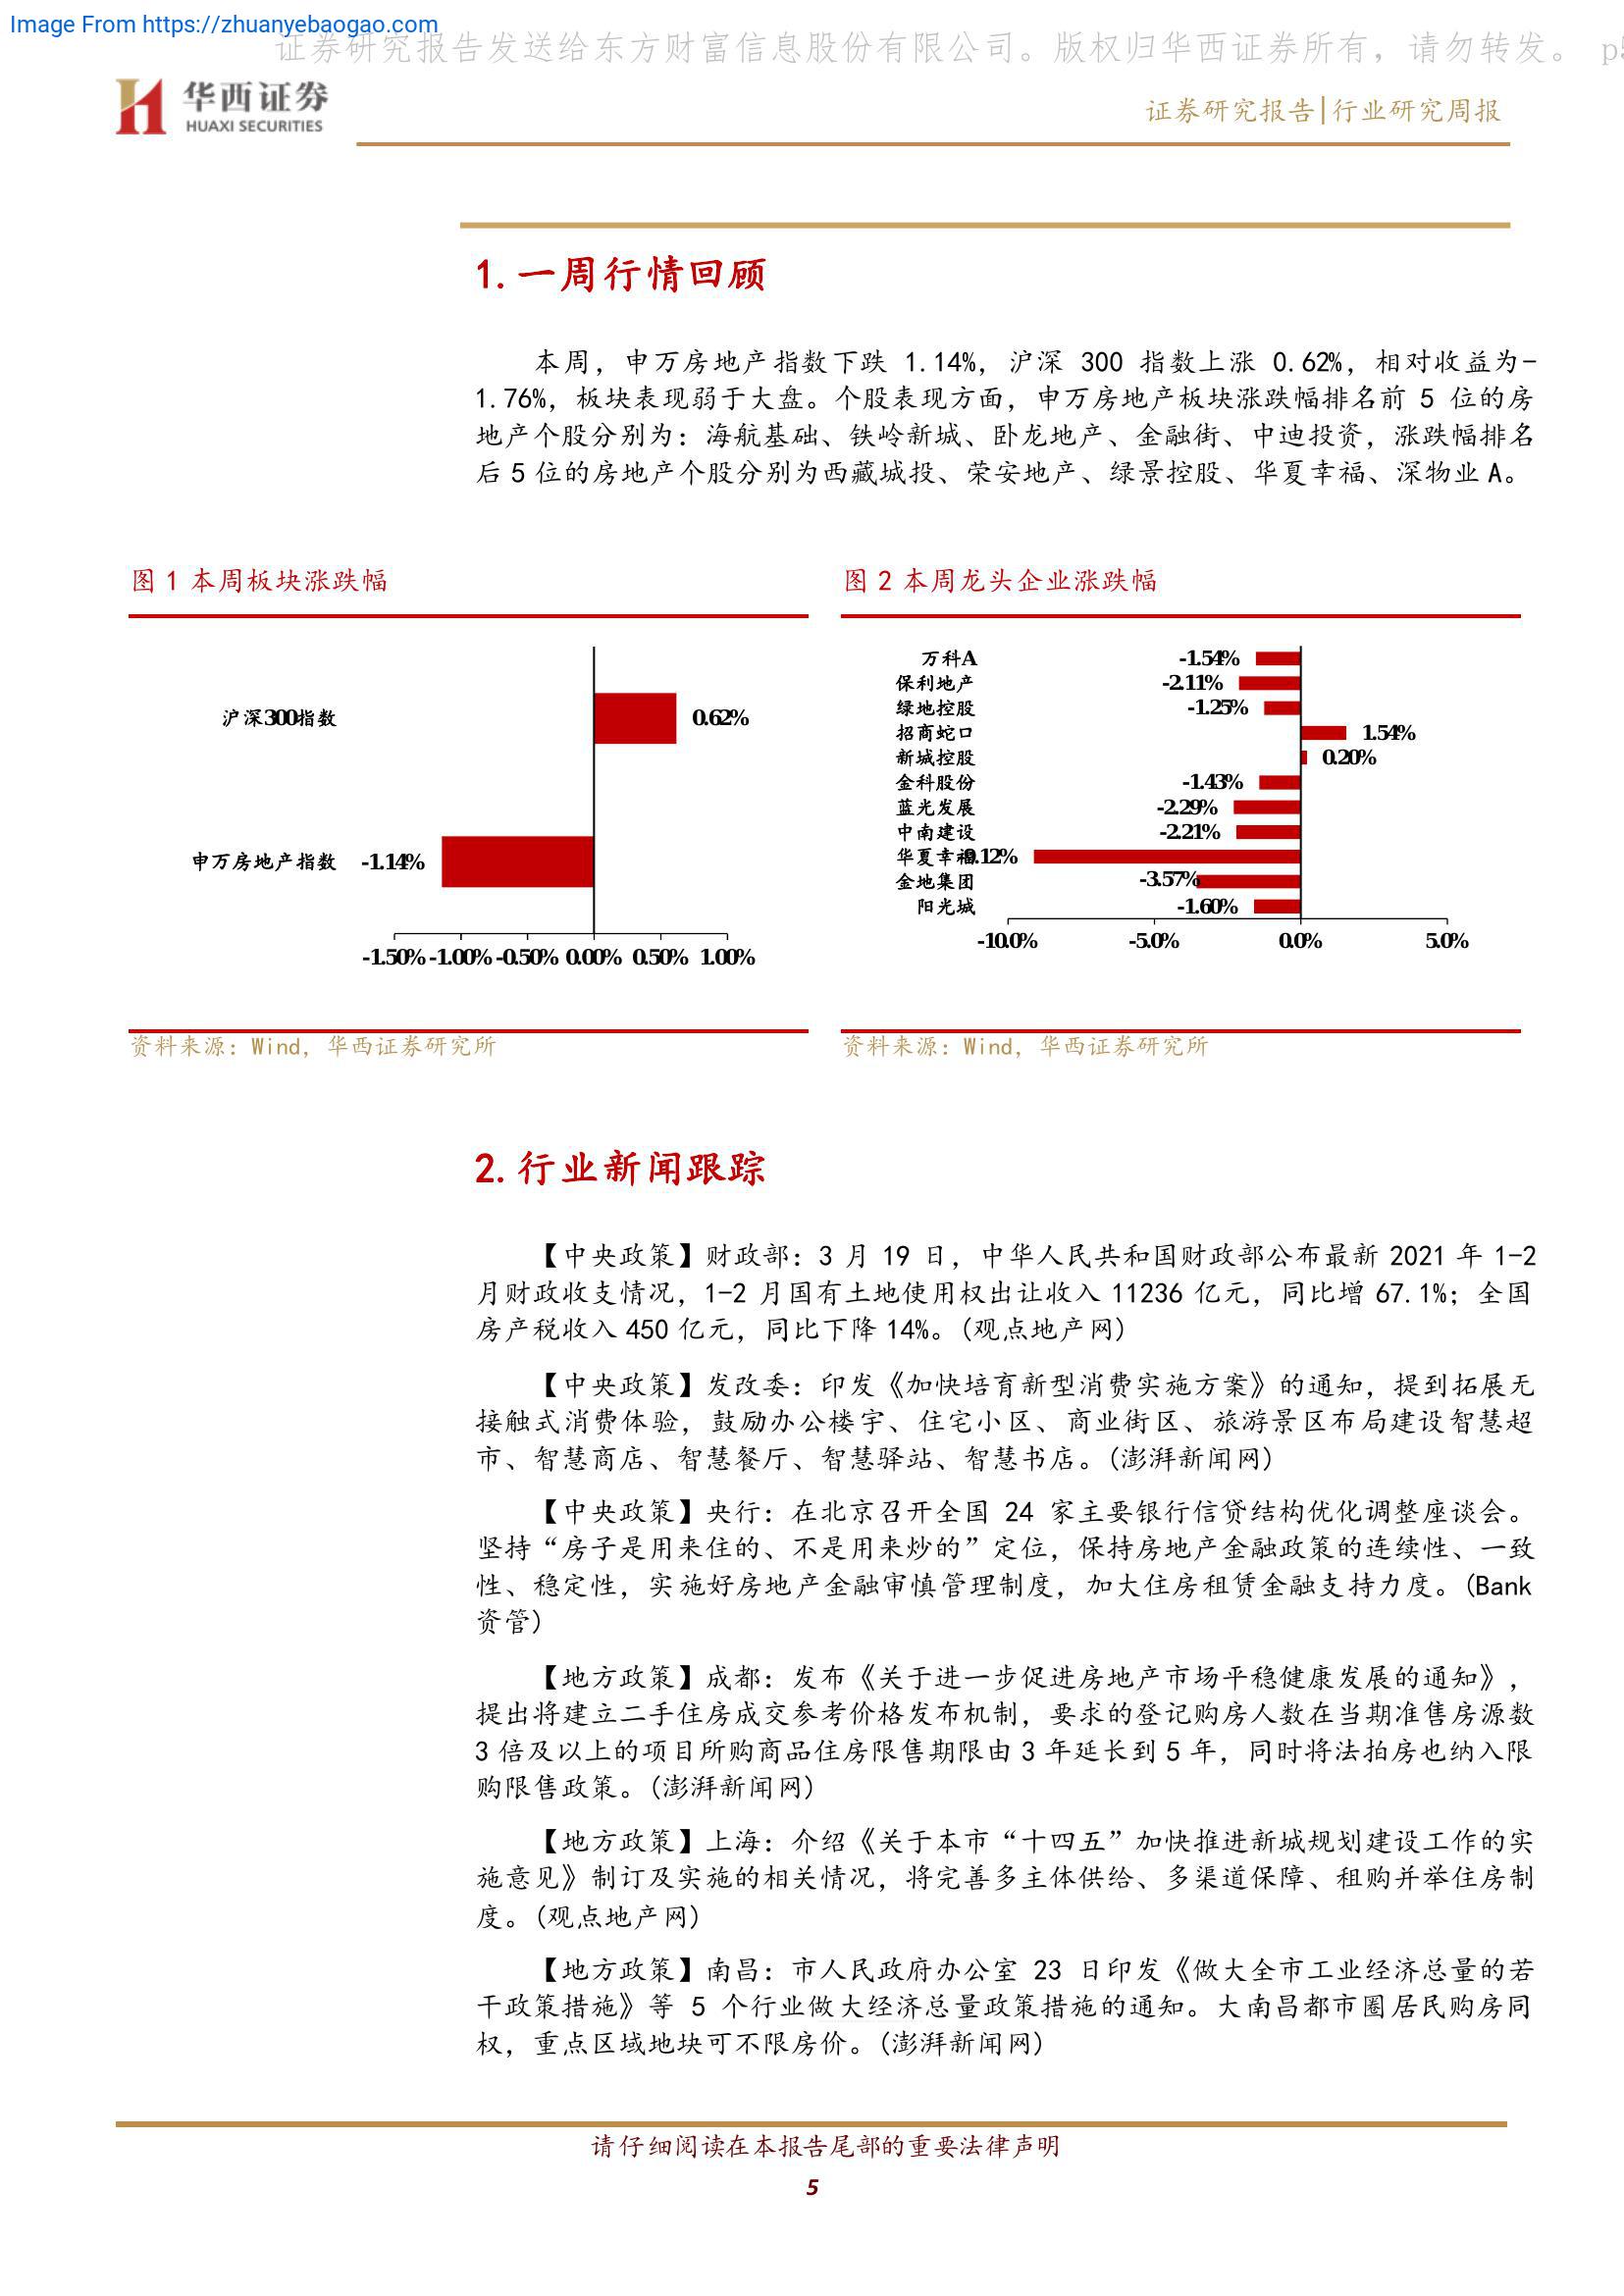 Image From https://zhuanyebaogao.com
证券研究报告发送给东方财富信息股份有限公司。版权归华西证券所有，请勿转发。 p5
华西证券
HUAXI SECURITIES
证券研究报告|行业研究周报
1. 一周行情回顾
本周，申万房地产指数下跌 1.14%，沪深 300 指数上涨 0.62%，相对收益为-
1.76%，板块表现弱于大盘。个股表现方面，申万房地产板块涨跌幅排名前 5 位的房
地产个股分别为：海航基础、铁岭新城、卧龙地产、金融街、中迪投资，涨跌幅排名
后 5 位的房地产个股分别为西藏城投、荣安地产、绿景控股、华夏幸福、深物业 A。
图 1 本周板块涨跌幅
沪深300指数
0.62%
申万房地产指数
-1.14%
-1.50% -1.00% -0.50% 0.00% 0.50% 1.00%
资料来源：Wind，华西证券研究所
图 2 本周龙头企业涨跌幅
万科A -1.54%
保利地产 -2.11%
绿地控股 -1.25%
招商蛇口 1.54%
新城控股 0.20%
金科股份 -1.43%
蓝光发展 -2.29%
中南建设 -2.21%
华夏幸福 -9.12%
金地集团 -3.57%
阳光城 -1.60%
-10.0% -5.0% 0.0% 5.0%
资料来源：Wind，华西证券研究所
2. 行业新闻跟踪
【中央政策】财政部：3 月 19 日，中华人民共和国财政部公布最新 2021 年 1-2
月财政收支情况，1-2 月国有土地使用权出让收入 11236 亿元，同比增 67.1%；全国
房产税收入 450 亿元，同比下降 14%。(观点地产网)
【中央政策】发改委：印发《加快培育新型消费实施方案》的通知，提到拓展无
接触式消费体验，鼓励办公楼宇、住宅小区、商业街区、旅游景区布局建设智慧超
市、智慧商店、智慧餐厅、智慧驿站、智慧书店。(澎湃新闻网)
【中央政策】央行：在北京召开全国 24 家主要银行信贷结构优化调整座谈会。
坚持“房子是用来住的、不是用来炒的”定位，保持房地产金融政策的连续性、一致
性、稳定性，实施好房地产金融审慎管理制度，加大住房租赁金融支持力度。(Bank
资管)
【地方政策】成都：发布《关于进一步促进房地产市场平稳健康发展的通知》，
提出将建立二手住房成交参考价格发布机制，要求的登记购房人数在当期准售房源数
3 倍及以上的项目所购商品住房限售期限由 3 年延长到 5 年，同时将法拍房也纳入限
购限售政策。(澎湃新闻网)
【地方政策】上海：介绍《关于本市“十四五”加快推进新城规划建设工作的实
施意见》制订及实施的相关情况，将完善多主体供给、多渠道保障、租购并举住房制
度。(观点地产网)
【地方政策】南昌：市人民政府办公室 23 日印发《做大全市工业经济总量的若
干政策措施》等 5 个行业做大经济总量政策措施的通知。大南昌都市圈居民购房同
权，重点区域地块可不限房价。(澎湃新闻网)
请仔细阅读在本报告尾部的重要法律声明
5